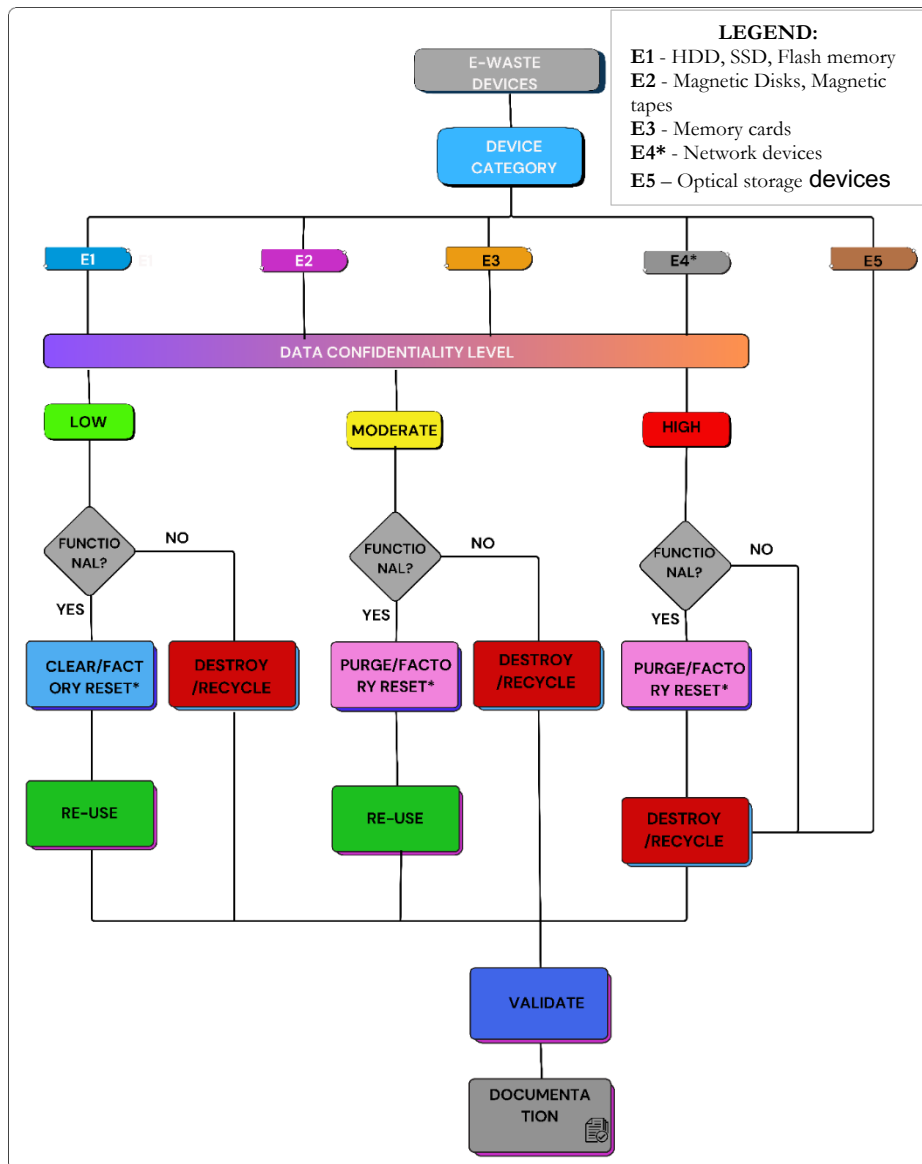 LEGEND:
E1 - HDD, SSD, Flash memory
E2 - Magnetic Disks, Magnetic
tapes
E3 - Memory cards
E4* - Network devices
E5 – Optical storage devices
E-WASTE
DEVICES
DEVICE
CATEGORY
E1
E1
E2
E3
E4*
E5
DATA CONFIDENTIALITY LEVEL
LOW
MODERATE
HIGH
FUNCTIO
NAL?
NO
YES
FUNCTIO
NAL?
NO
YES
FUNCTIO
NAL?
NO
YES
CLEAR/FACT
ORY RESET*
DESTROY
/RECYCLE
PURGE/FACTO
RY RESET*
DESTROY
/RECYCLE
PURGE/FACTO
RY RESET*
RE-USE
RE-USE
DESTROY
/RECYCLE
VALIDATE
DOCUMENTA
TION